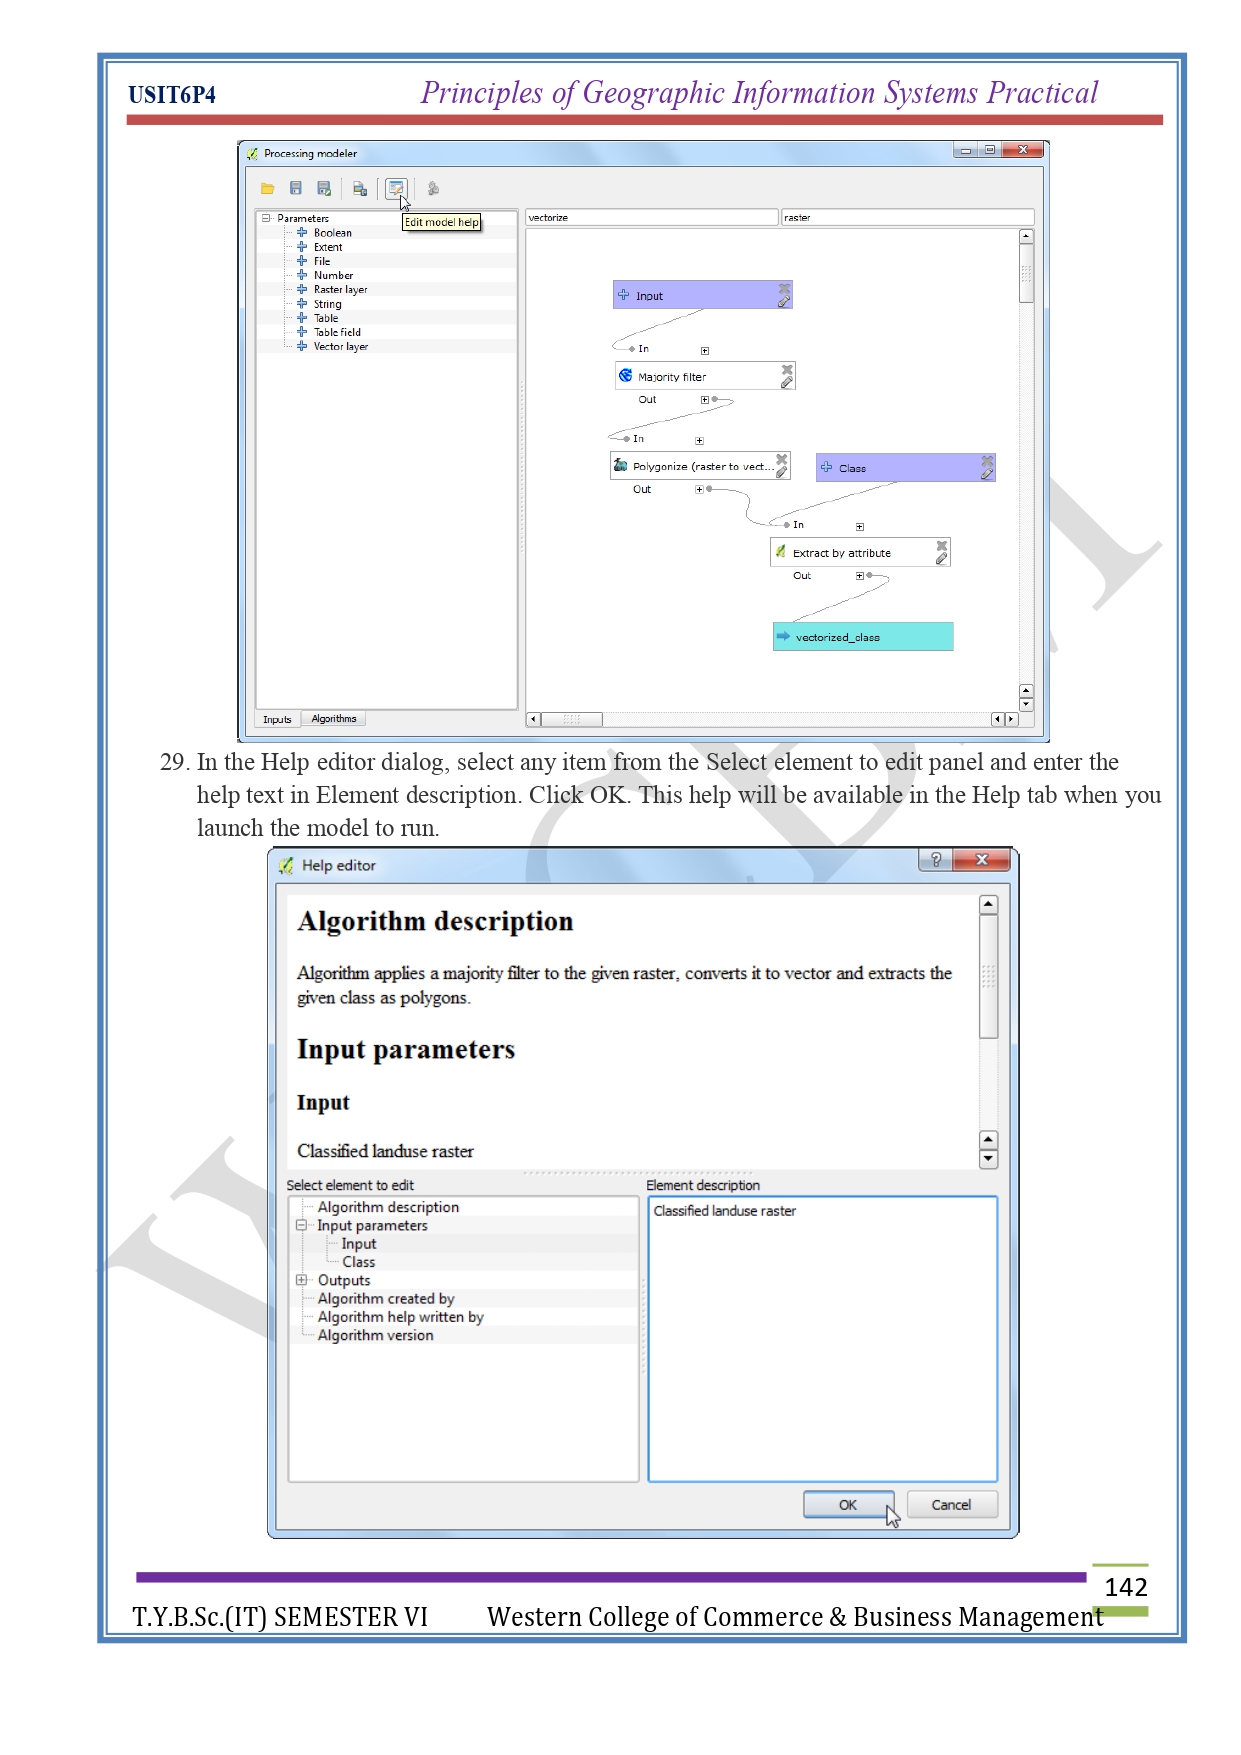 USIT6P4 Principles of Geographic Information Systems Practical
Processing modeler
Edit model help
Parameters
Boolean
Extent
File
Number
Raster layer
String
Table
Table field
Vector layer
Inputs Algorithms
vectorize raster
Input
In
Majority filter
Out
In
Polygonize (raster to vect... Class
Out
In
Extract by attribute
Out
vectorized_class
29. In the Help editor dialog, select any item from the Select element to edit panel and enter the
help text in Element description. Click OK. This help will be available in the Help tab when you
launch the model to run.
Help editor
Algorithm description
Algorithm applies a majority filter to the given raster, converts it to vector and extracts the
given class as polygons.
Input parameters
Input
Classified landuse raster
Select element to edit
Algorithm description
Input parameters
Input
Class
Outputs
Algorithm created by
Algorithm help written by
Algorithm version
Element description
Classified landuse raster
OK Cancel
142
T.Y.B.Sc.(IT) SEMESTER VI Western College of Commerce & Business Management